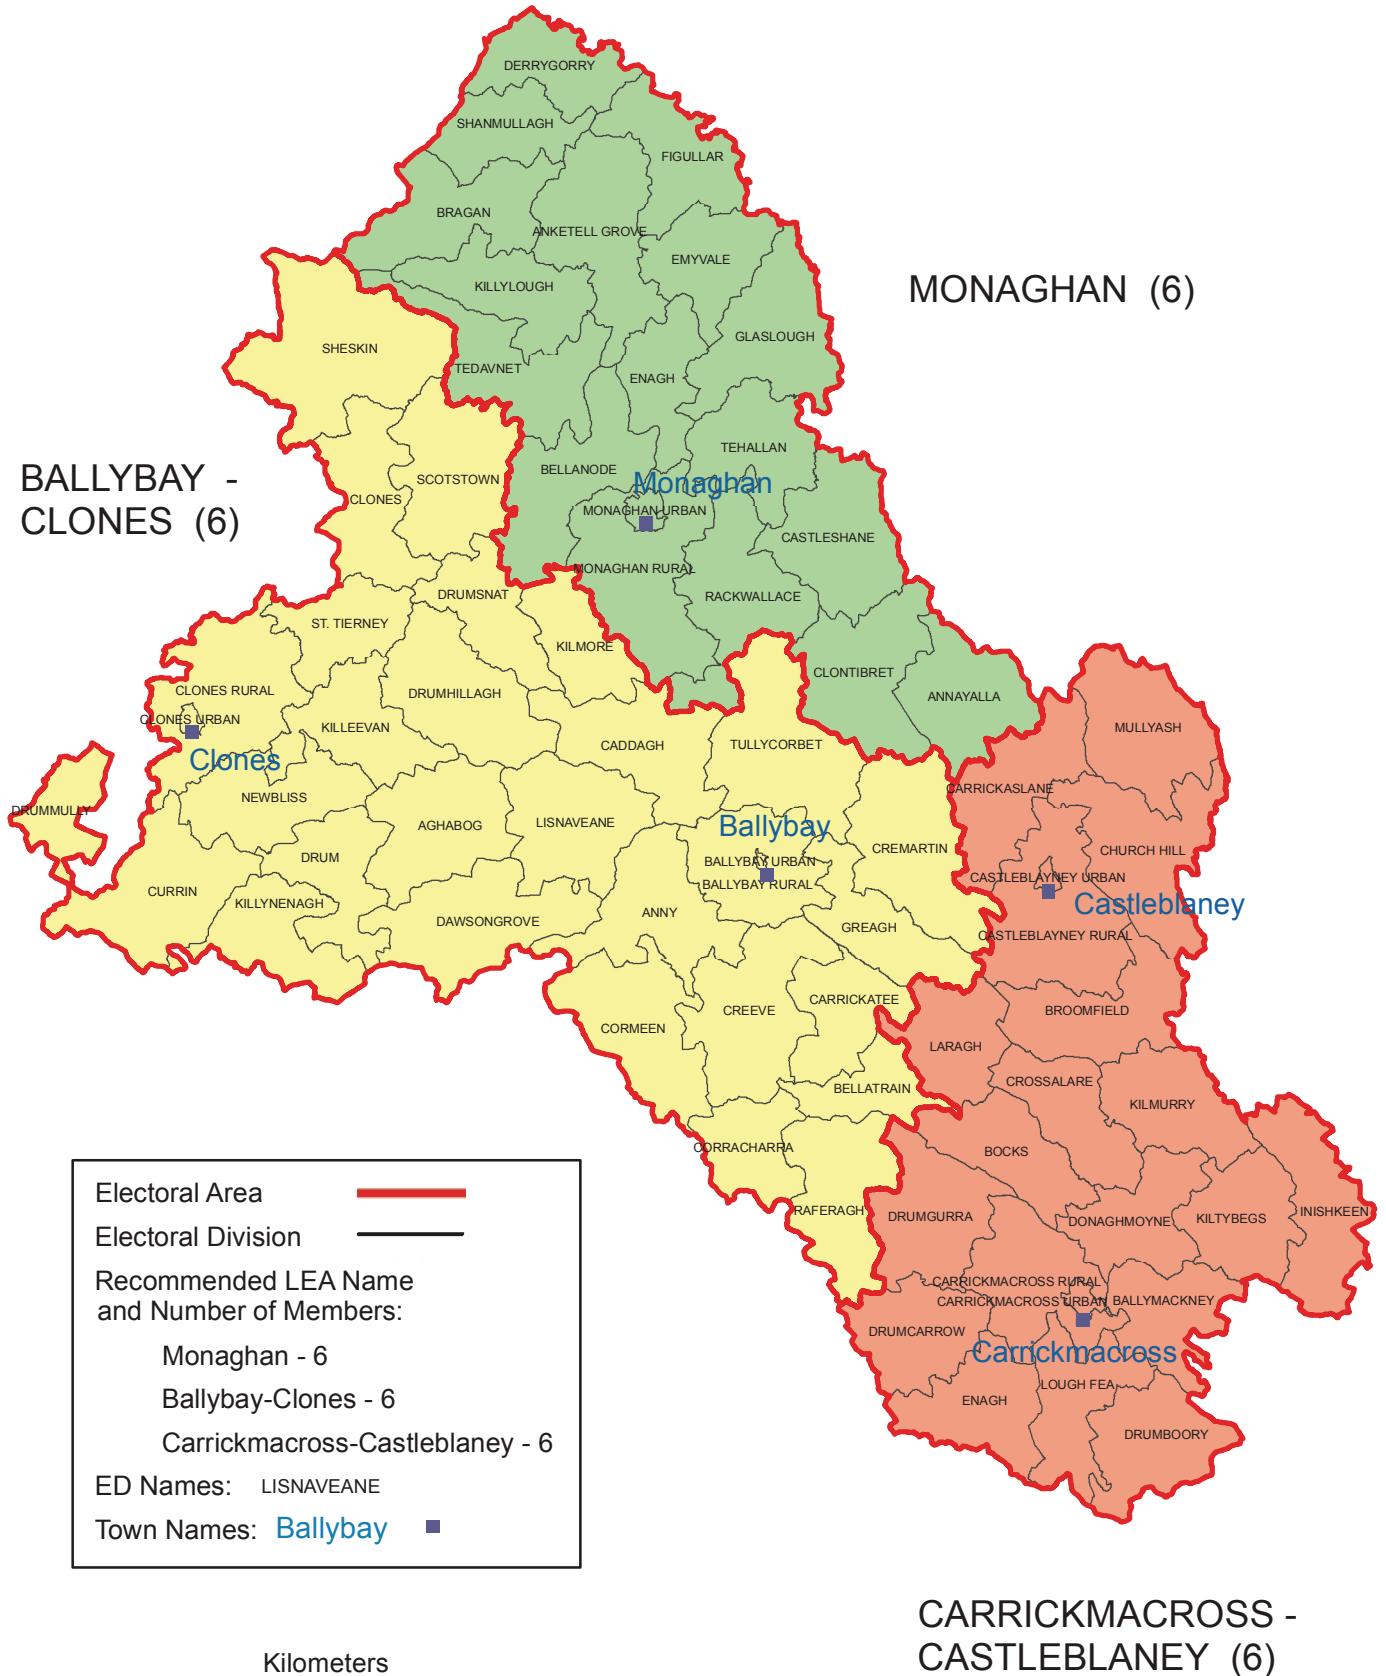 DERRYGORRY
SHANMULLAGH
FIGULLAR
BRAGAN
ANKETELL GROVE
EMYVALE
KILLYLOUGH
MONAGHAN (6)
GLASLOUGH
SHESKIN
TEDAVNET
ENAGH
TEHALLAN
BELLANODE
SCOTSTOWN
BALLYBAY -
CLONES (6)
Monaghan
CLONES
MONAGHAN URBAN
CASTLESHANE
MONAGHAN RURAL
DRUMSNAT
RACKWALLACE
ST. TIERNEY
KILMORE
CLONTIBRET
CLONES RURAL
DRUMHILLAGH
ANNAYALLA
CLONES URBAN
KILLEEVAN
MULLYASH
CADDAGH
TULLYCORBET
Clones
CARRICKASLANE
NEWBLISS
DRUMMULLY
AGHABOG
LISNAVEANE
Ballybay
CREMARTIN
CHURCH HILL
DRUM
BALLYBAY URBAN
CASTLEBLAYNEY URBAN
BALLYBAY RURAL
CURRIN
KILLYNENAGH
Castleblaney
ANNY
DAWSONGROVE
GREAGH
CASTLEBLAYNEY RURAL
CARRICKATEE
CREEVE
BROOMFIELD
CORMEEN
LARAGH
CROSSALARE
BELLATRAIN
KILMURRY
CORRACHARRA
BOCKS
RAFERAGH
DRUMGURRA
DONAGHMOYNE
KILTYBEGS
INISHKEEN
CARRICKMACROSS RURAL
CARRICKMACROSS URBAN
BALLYMACKNEY
DRUMCARROW
Carrickmacross
LOUGH FEA
ENAGH
DRUMBOORY
Electoral Area
Electoral Division
Recommended LEA Name
and Number of Members:
Monaghan - 6
Ballybay-Clones - 6
Carrickmacross-Castleblaney - 6
ED Names: LISNAVEANE
Town Names: Ballybay
CARRICKMACROSS -
CASTLEBLANEY (6)
Kilometers